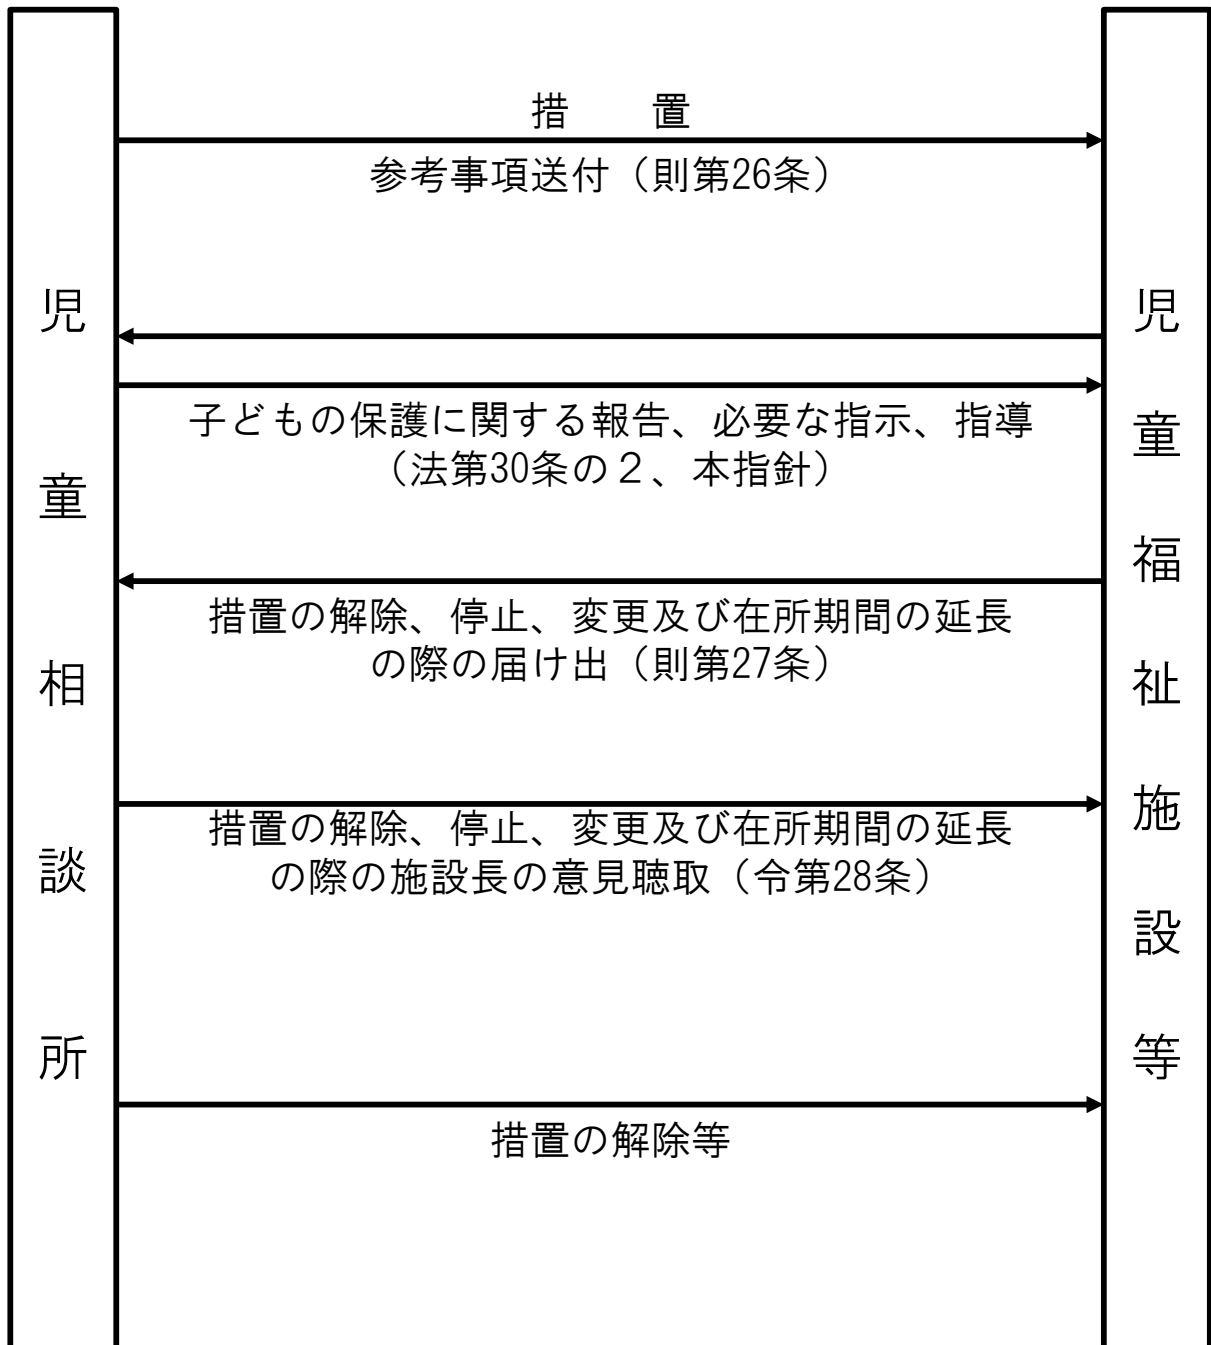 児童相談所
措　　置
参考事項送付（則第26条）
子どもの保護に関する報告、必要な指示、指導
（法第30条の２、本指針）
措置の解除、停止、変更及び在所期間の延長
の際の届け出（則第27条）
措置の解除、停止、変更及び在所期間の延長
の際の施設長の意見聴取（令第28条）
措置の解除等
児童福祉施設等